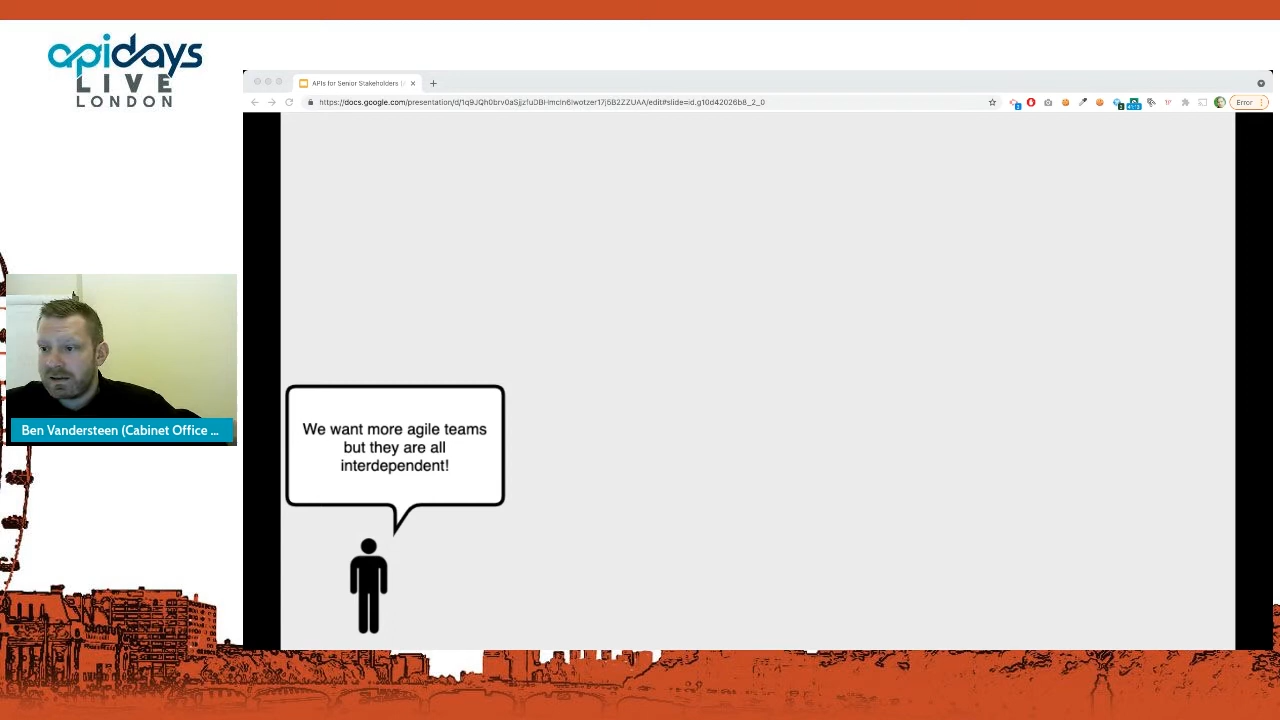 apidays
LIVE
LONDON
APIs for Senior Stakeholders (
Error
We want more agile teams
but they are all
interdependent!
Ben Vandersteen (Cabinet Office ...